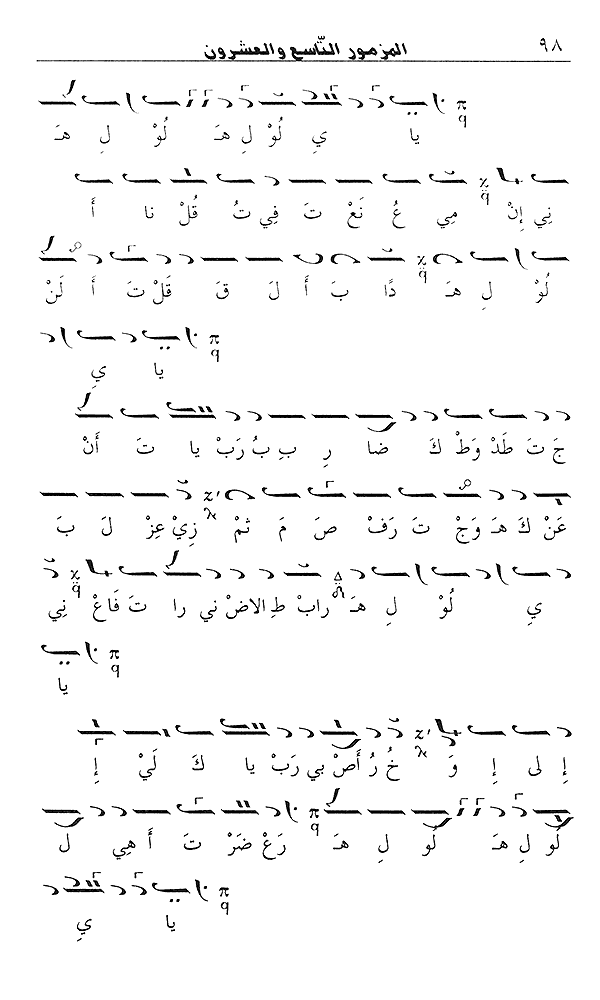 ٩٨ المزمور التّاسع والعشرون
هَـ لِ لُوْ هَـ لِ لُوْ يِ يا
أَ نا قُلْ تُ فِي تَ نَعْ عُ مِي إِنْ نِي
لَنْ أَ تَ قَلْ قَ لَ أَ بَ دًا هَـ لِ لُوْ
يِ يا
أَنْ تَ يا رَبْ بُ بِ رِ ضا كَ وَطْ طَدْ تَ جَ
بَ لَ عِزْ زِيْ ثمْ مَ صَ رَفْ تَ وَجْ هَـ كَ عَنْ
نِي فَاعْ تَ را ني الاضْ طِ رابْ هَـ لِ لُوْ يِ
يا
إِ لَيْ كَ يا رَبْ بي أَصْ رُ خُ وَ إِ لى إِ
لَ هِي أَ تَ ضَرْ رَعْ هَـ لِ لُو هَـ لِ لُو
يِ يا